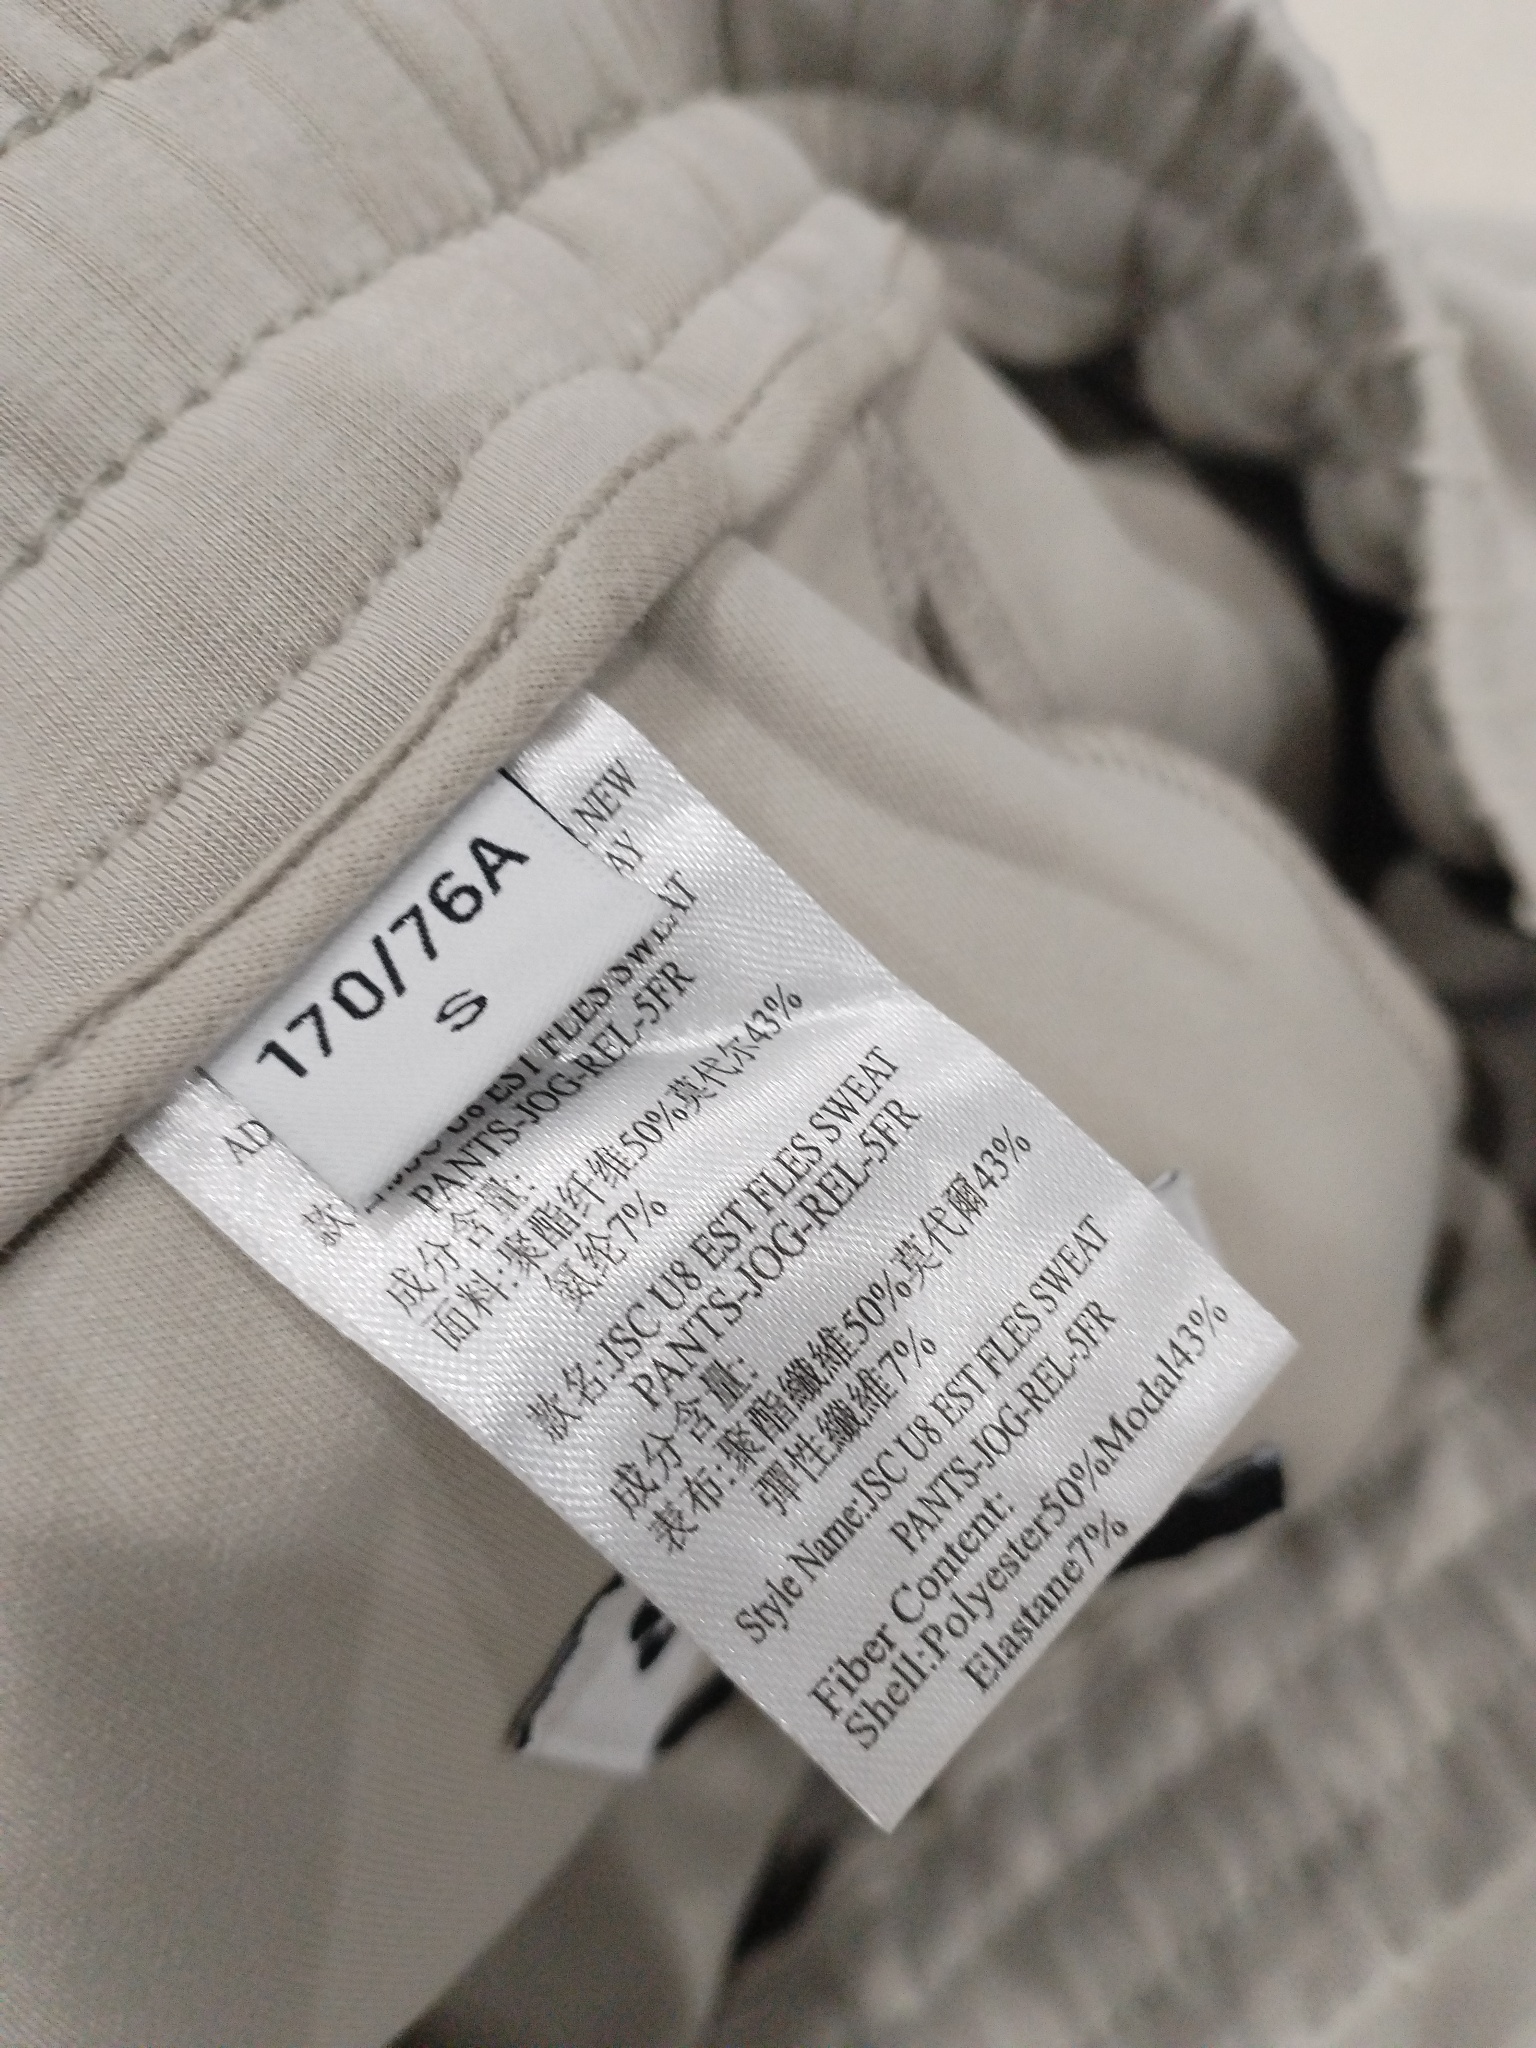 170/76A
S
NEW
AY
AD
款
PANTS-JOG-REL-5FR
成分含量:
面料:聚酯纤维50%莫代尔43%
氨纶7%
款名:JSC U8 EST FLES SWEAT
PANTS-JOG-REL-5FR
成分含量:
表布:聚酯纖維50%莫代爾43%
彈性纖維7%
Style Name:JSC U8 EST FLES SWEAT
PANTS-JOG-REL-5FR
Fiber Content:
Shell:Polyester50%Modal43%
Elastane7%